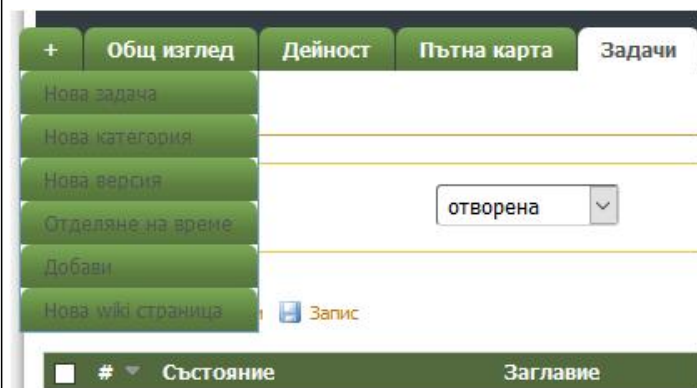 + Общ изглед Дейност Пътна карта Задачи
Нова задача
Нова категория
Нова версия
отворена
Отделяне на време
Добави
Нова wiki страница
Запис
# Състояние Заглавие